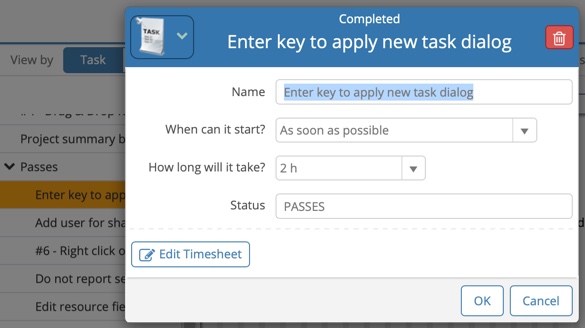 Completed
TASK
Enter key to apply new task dialog
View by Task
Name Enter key to apply new task dialog
When can it start? As soon as possible
Project summary b
Passes
How long will it take? 2 h
Enter key to app
Status PASSES
Add user for sha
#6 - Right click o
Edit Timesheet
Do not report se
Edit resource fie
OK Cancel